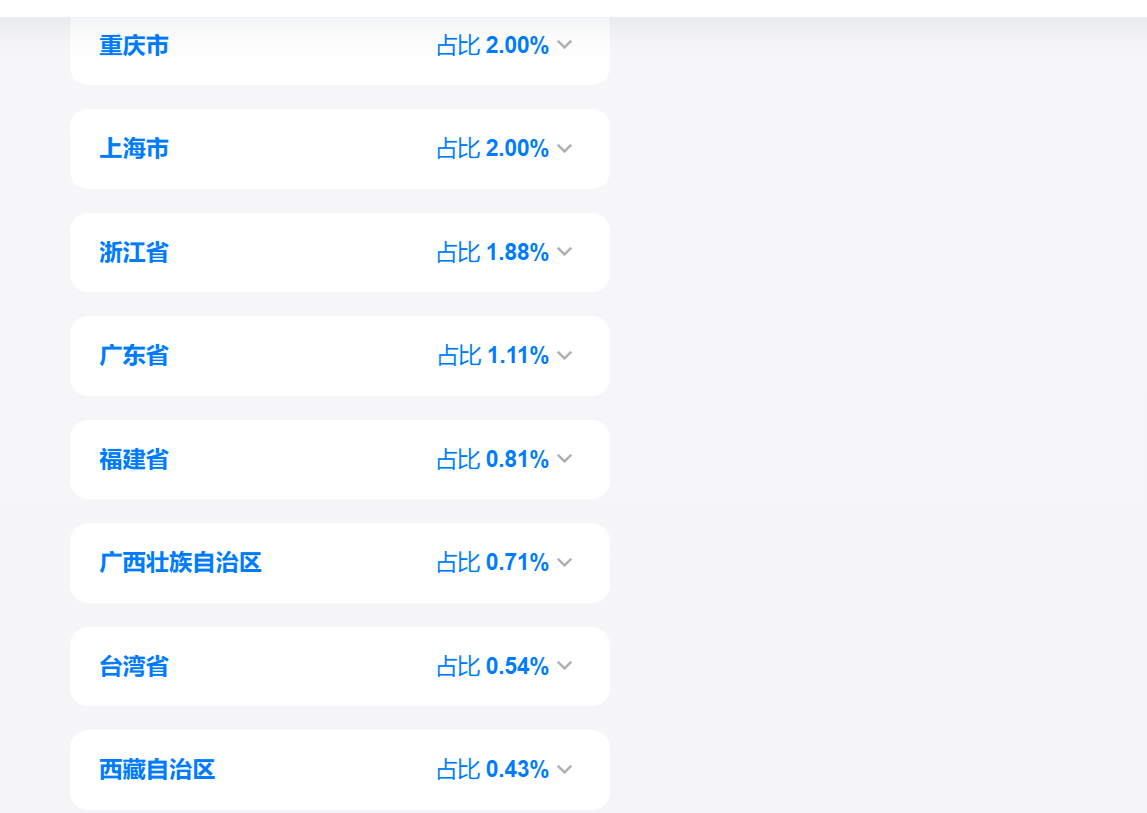 重庆市 占比 2.00%
上海市 占比 2.00%
浙江省 占比 1.88%
广东省 占比 1.11%
福建省 占比 0.81%
广西壮族自治区 占比 0.71%
台湾省 占比 0.54%
西藏自治区 占比 0.43%